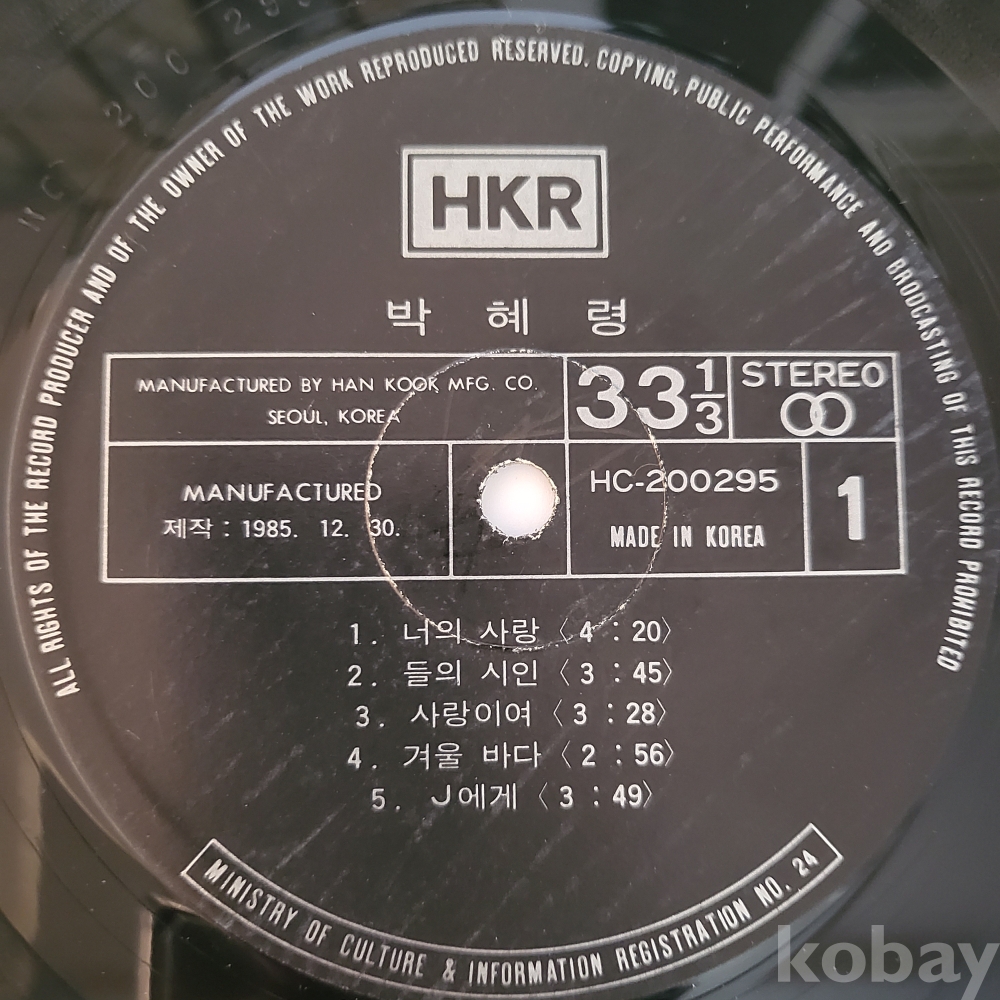 ALL RIGHTS OF THE RECORD PRODUCER AND OF THE OWNER OF THE WORK REPRODUCED RESERVED. COPYING, PUBLIC PERFORMANCE AND BRODCASTING OF THIS RECORD PROHIBITED
HKR
박 혜 령
MANUFACTURED BY HAN KOOK MFG. CO.
SEOUL, KOREA
33 1/3
STEREO
MANUFACTURED
제작 : 1985. 12. 30.
HC-200295
MADE IN KOREA
1
1. 너의 사랑 〈 4 : 20〉
2. 들의 시인 〈 3 : 45〉
3. 사랑이여 〈 3 : 28〉
4. 겨울 바다 〈 2 : 56〉
5. J에게 〈 3 : 49〉
MINISTRY OF CULTURE & INFORMATION REGISTRATION NO. 24
kobay